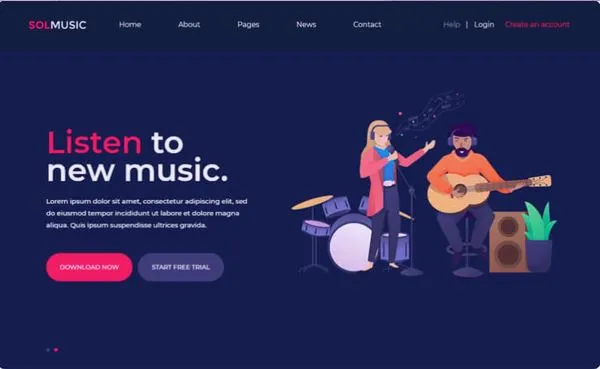 SOLMUSIC
Home About Pages News Contact
Help | Login Create an account
Listen to
new music.
Lorem ipsum dolor sit amet, consectetur adipiscing elit, sed
do eiusmod tempor incididunt ut labore et dolore magna
aliqua. Quis ipsum suspendisse ultrices gravida.
DOWNLOAD NOW START FREE TRIAL